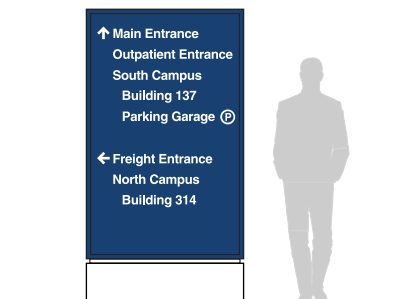 ↑ Main Entrance
Outpatient Entrance
South Campus
Building 137
Parking Garage Ⓟ
← Freight Entrance
North Campus
Building 314